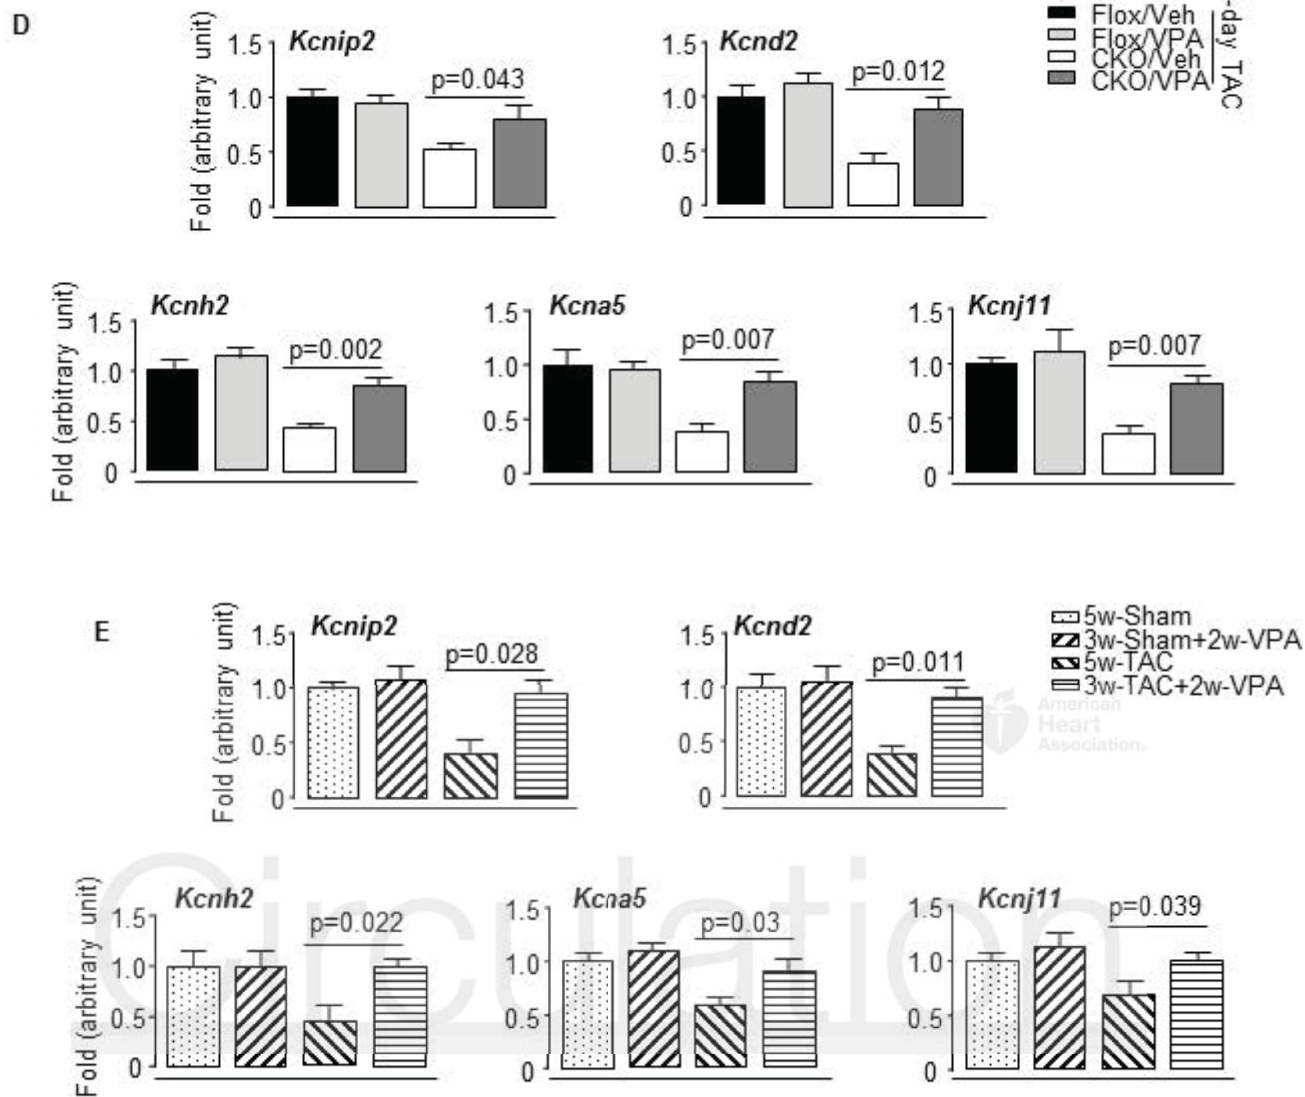 D
Flox/Veh
Flox/VPA
CKO/Veh
CKO/VPA
-day TAC
Kcnip2
Fold (arbitrary unit)
1.5
1.0
0.5
0
p=0.043
Kcnd2
1.5
1.0
0.5
0
p=0.012
Kcnh2
Fold (arbitrary unit)
1.5
1.0
0.5
0
p=0.002
Kcna5
1.5
1.0
0.5
0
p=0.007
Kcnj11
1.5
1.0
0.5
0
p=0.007
E
5w-Sham
3w-Sham+2w-VPA
5w-TAC
3w-TAC+2w-VPA
American
Heart
Association.
Kcnip2
Fold (arbitrary unit)
1.5
1.0
0.5
0
p=0.028
Kcnd2
1.5
1.0
0.5
0
p=0.011
Circulation
Kcnh2
Fold (arbitrary unit)
1.5
1.0
0.5
0
p=0.022
Kcna5
1.5
1.0
0.5
0
p=0.03
Kcnj11
1.5
1.0
0.5
0
p=0.039